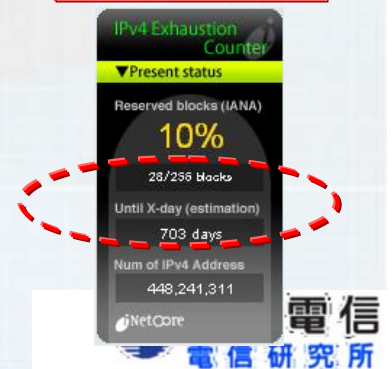 IPv4 Exhaustion
Counter
▼Present status
Reserved blocks (IANA)
10%
28/256 blocks
Until X-day (estimation)
703 days
Num of IPv4 Address
448,241,311
iNetCore
電信
電信研究所